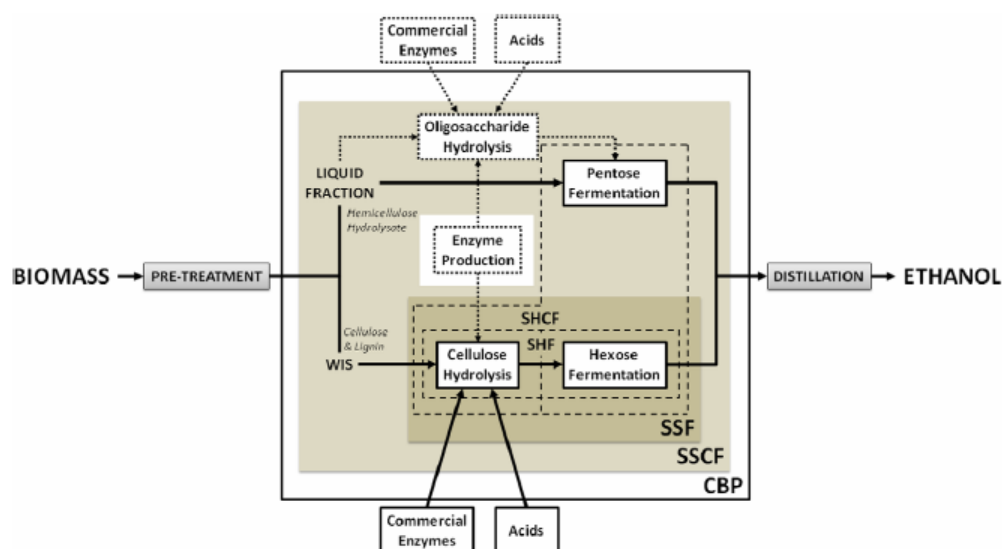 Commercial
Enzymes
Acids
Oligosaccharide
Hydrolysis
LIQUID
FRACTION
Pentose
Fermentation
Hemicellulose
Hydrolysate
Enzyme
Production
BIOMASS
PRE-TREATMENT
DISTILLATION
ETHANOL
SHCF
Cellulose
& Lignin
SHF
WIS
Cellulose
Hydrolysis
Hexose
Fermentation
SSF
SSCF
CBP
Commercial
Enzymes
Acids